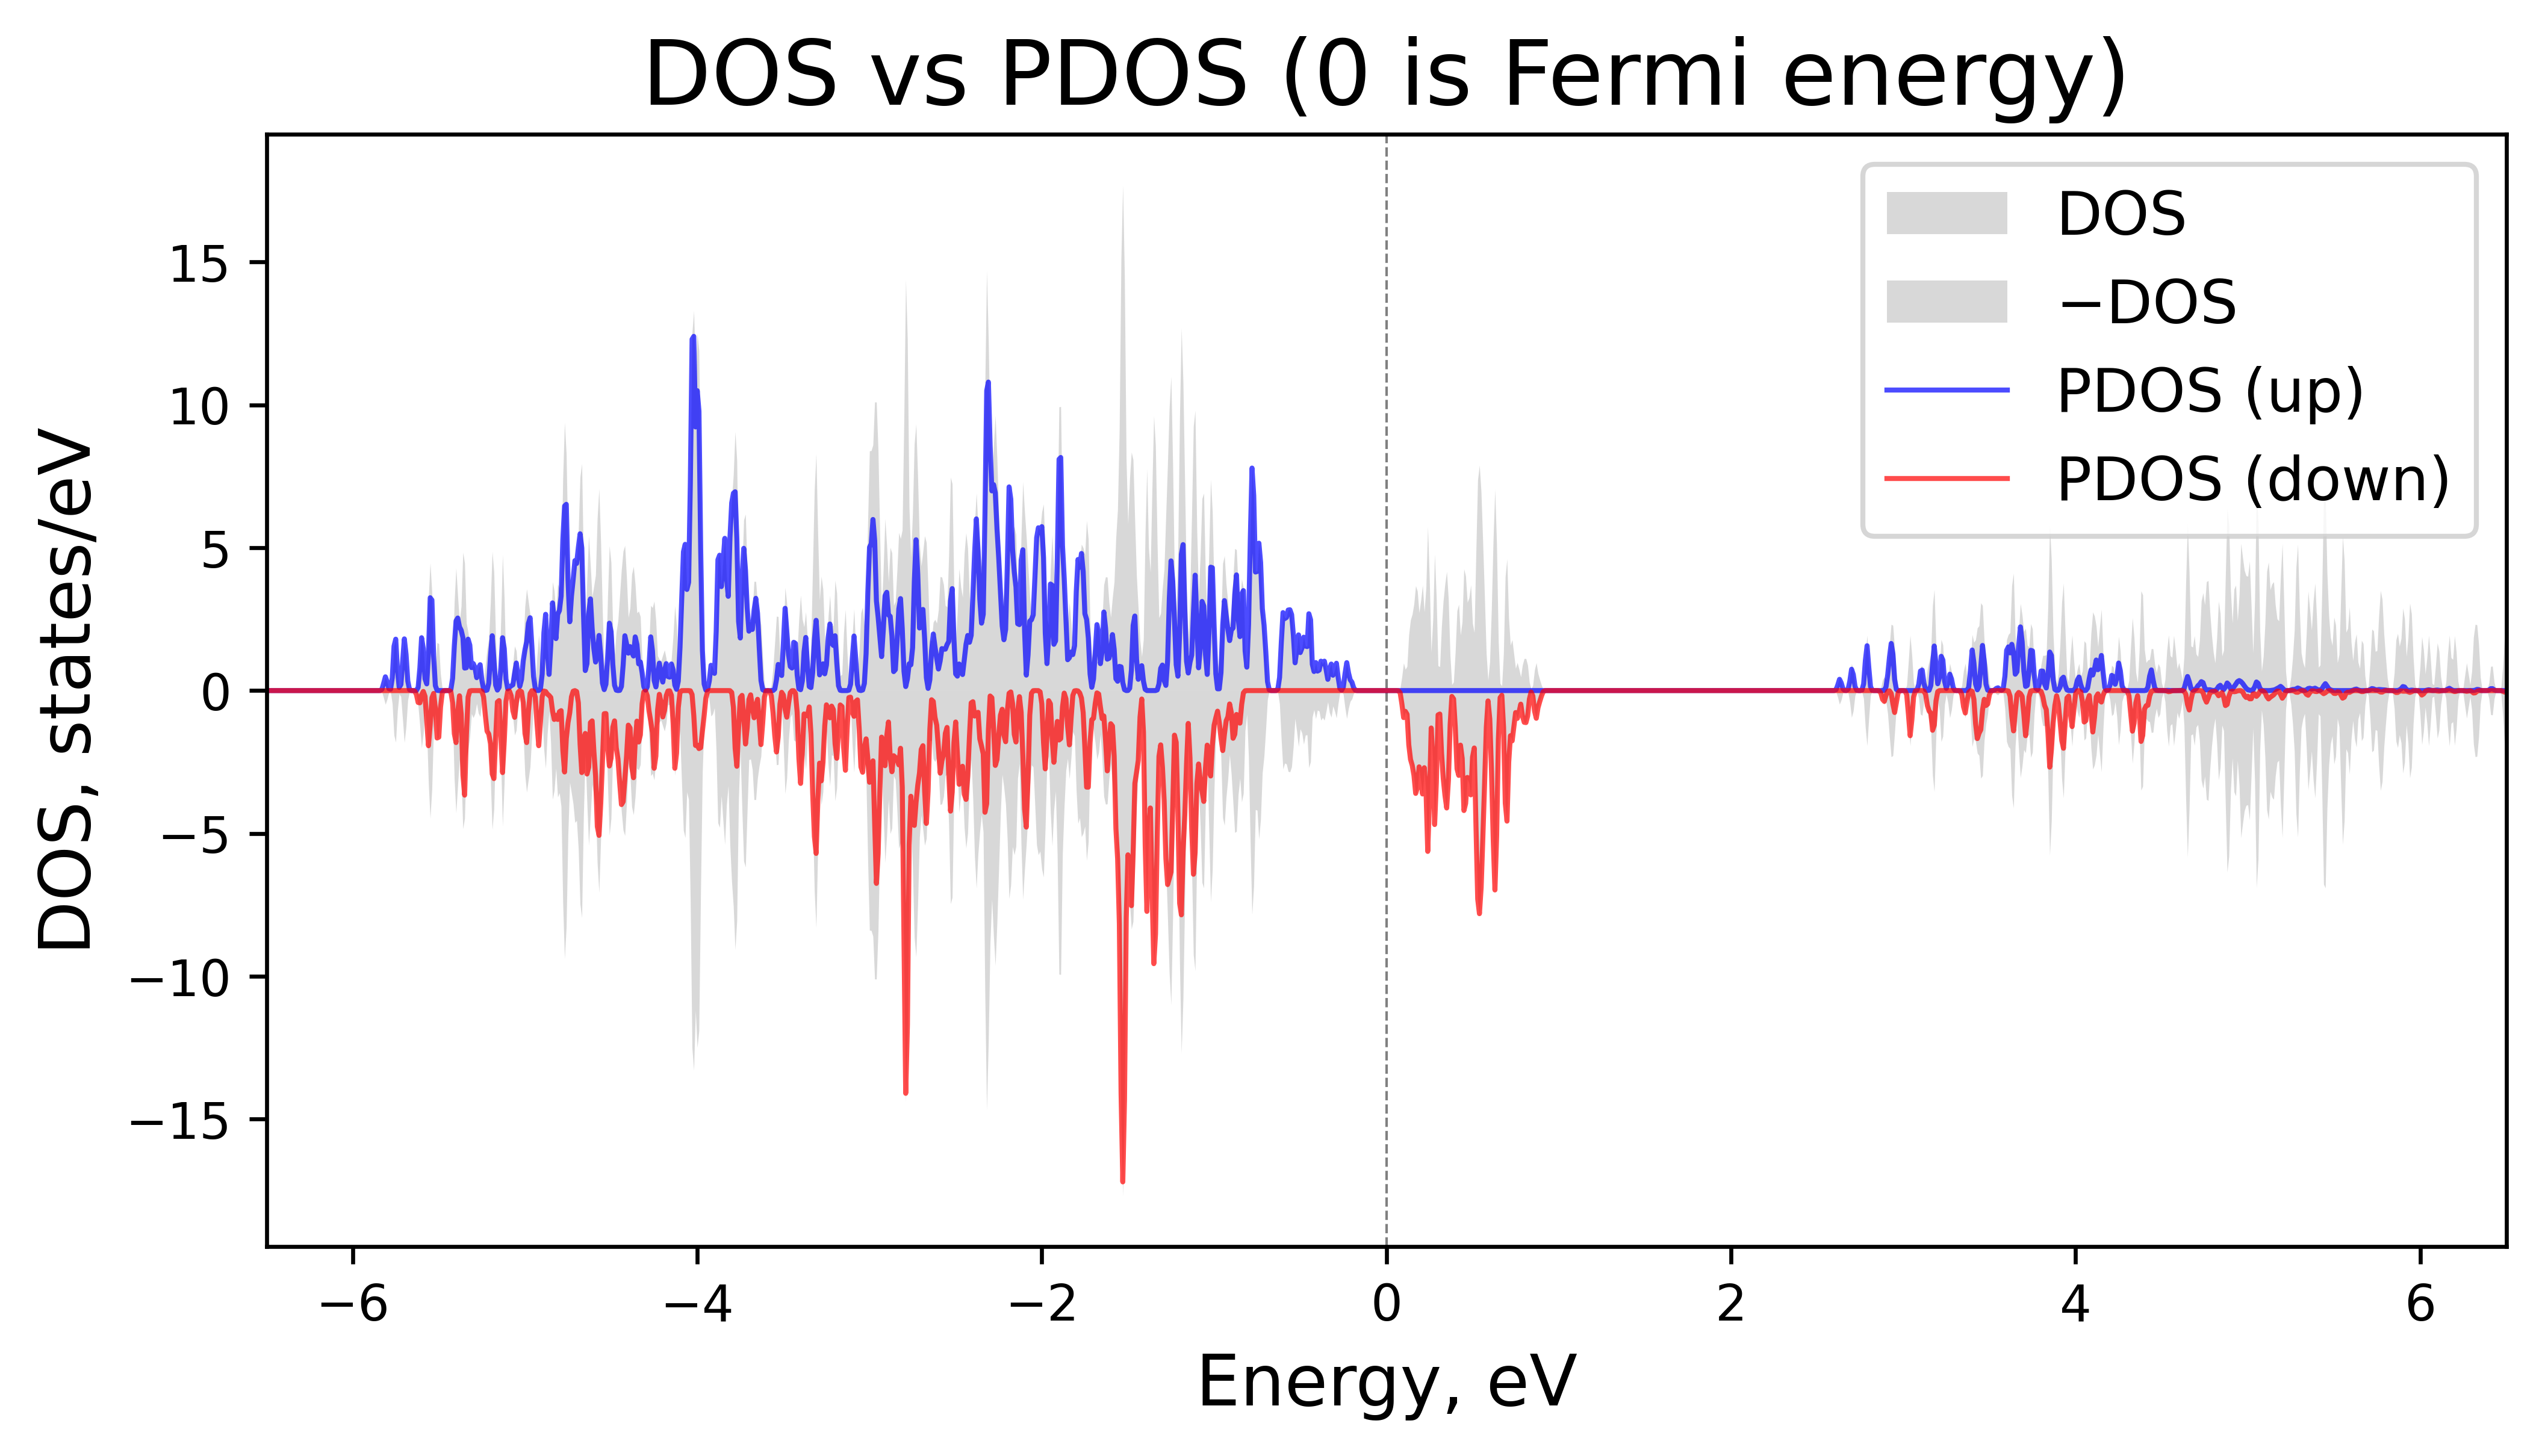 DOS vs PDOS (0 is Fermi energy)
DOS
−DOS
PDOS (up)
PDOS (down)
DOS, states/eV
15
10
5
0
−5
−10
−15
−6
−4
−2
0
2
4
6
Energy, eV